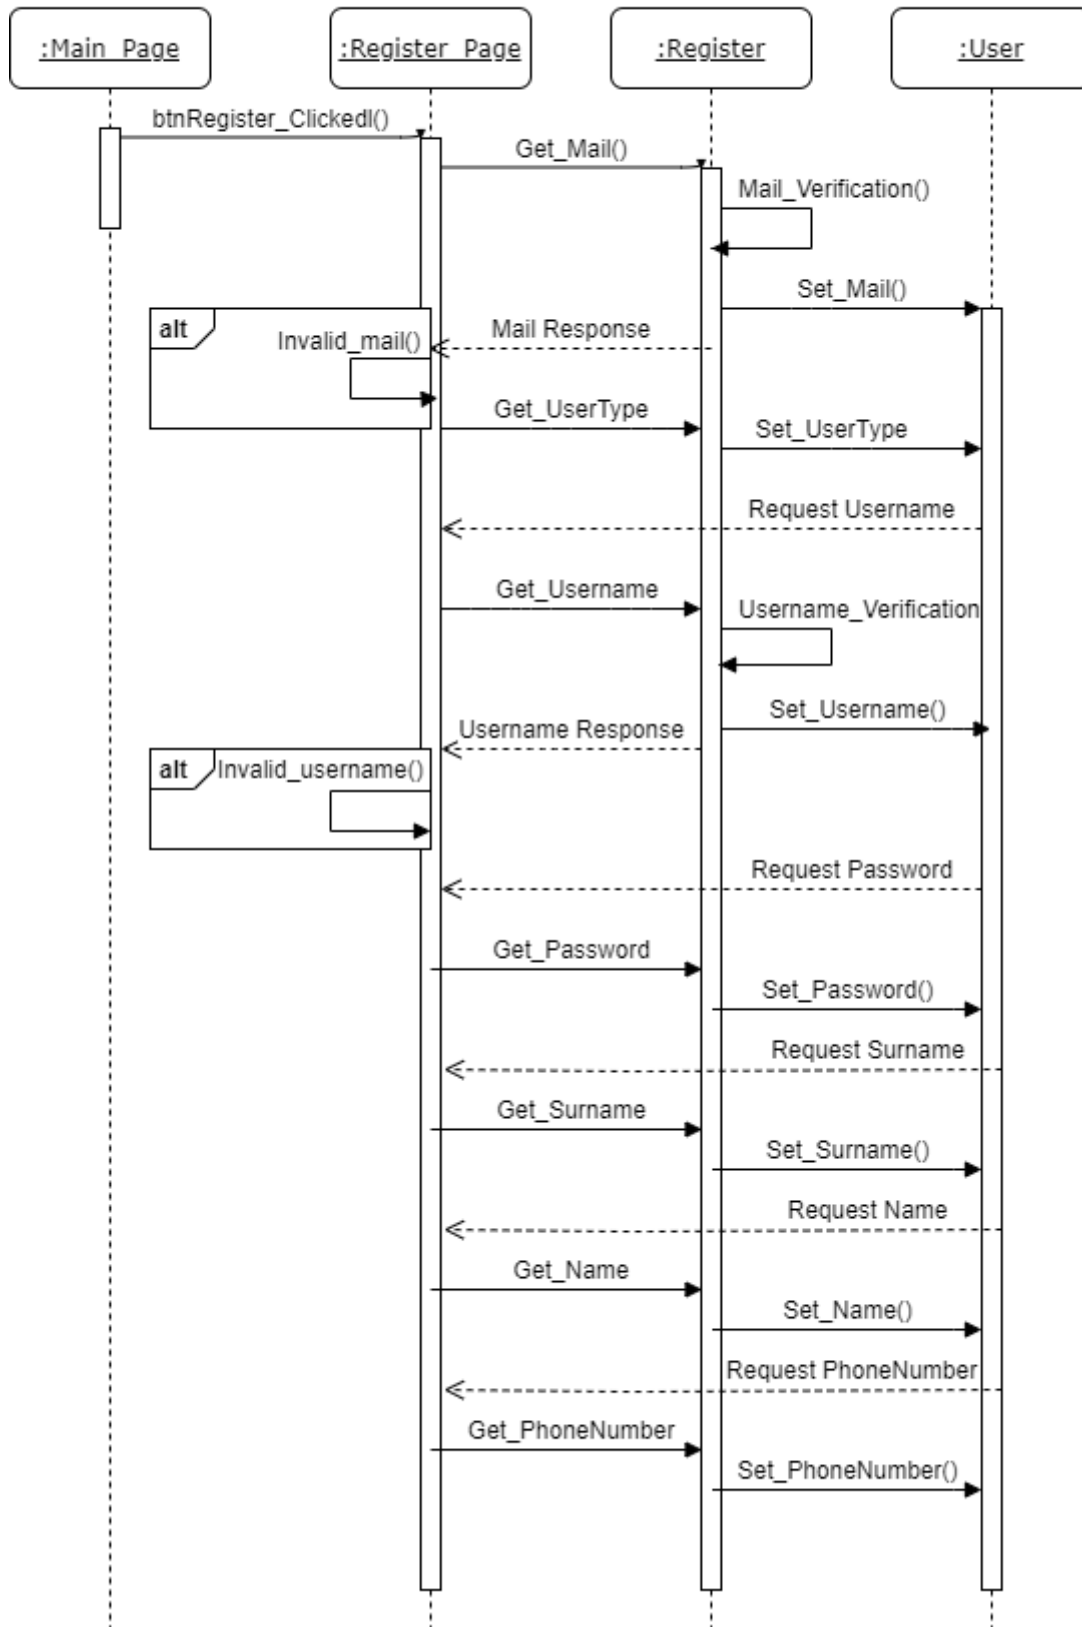 :Main_Page
:Register_Page
:Register
:User
btnRegister_Clickedl()
Get_Mail()
Mail_Verification()
Set_Mail()
alt
Invalid_mail()
Mail Response
Get_UserType
Set_UserType
Request Username
Get_Username
Username_Verification
Set_Username()
Username Response
alt
Invalid_username()
Request Password
Get_Password
Set_Password()
Request Surname
Get_Surname
Set_Surname()
Request Name
Get_Name
Set_Name()
Request PhoneNumber
Get_PhoneNumber
Set_PhoneNumber()